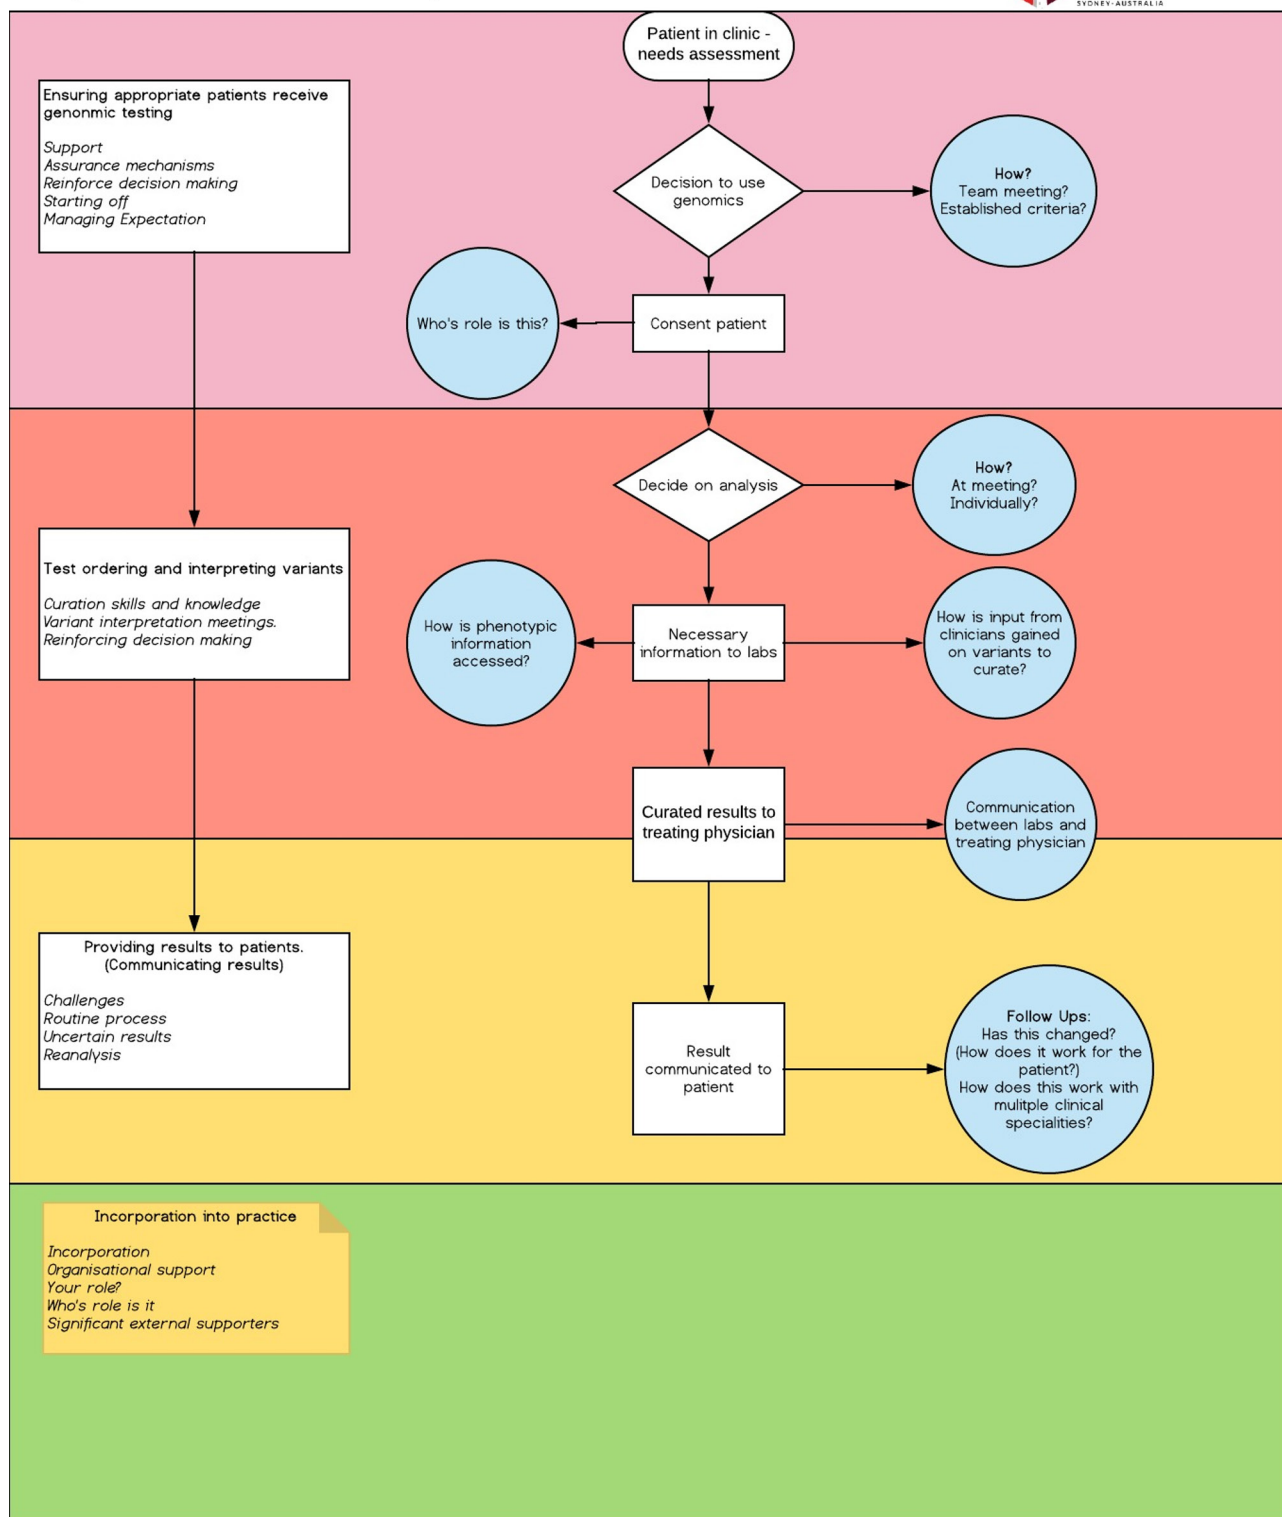 SYDNEY·AUSTRALIA
Patient in clinic -
needs assessment
Ensuring appropriate patients receive
genonmic testing
Support
Assurance mechanisms
Reinforce decision making
Starting off
Managing Expectation
Decision to use
genomics
How?
Team meeting?
Established criteria?
Who's role is this?
Consent patient
Decide on analysis
How?
At meeting?
Individually?
Test ordering and interpreting variants
Curation skills and knowledge
Variant interpretation meetings.
Reinforcing decision making
How is phenotypic
information
accessed?
Necessary
information to labs
How is input from
clinicians gained
on variants to
curate?
Curated results to
treating physician
Communication
between labs and
treating physician
Providing results to patients.
(Communicating results)
Challenges
Routine process
Uncertain results
Reanalysis
Result
communicated to
patient
Follow Ups:
Has this changed?
(How does it work for the
patient?)
How does this work with
mulitple clinical
specialities?
Incorporation into practice
Incorporation
Organisational support
Your role?
Who's role is it
Significant external supporters